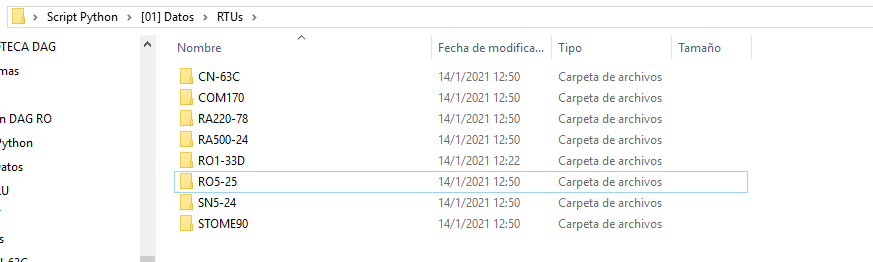 Script Python > [01] Datos > RTUs >
Nombre Fecha de modifica... Tipo Tamaño
OTECA DAG
mas
n DAG RO
Python
Datos
RU
s
CN-63C 14/1/2021 12:50 Carpeta de archivos
COM170 14/1/2021 12:50 Carpeta de archivos
RA220-78 14/1/2021 12:50 Carpeta de archivos
RA500-24 14/1/2021 12:50 Carpeta de archivos
RO1-33D 14/1/2021 12:22 Carpeta de archivos
RO5-25 14/1/2021 12:50 Carpeta de archivos
SN5-24 14/1/2021 12:50 Carpeta de archivos
STOME90 14/1/2021 12:50 Carpeta de archivos